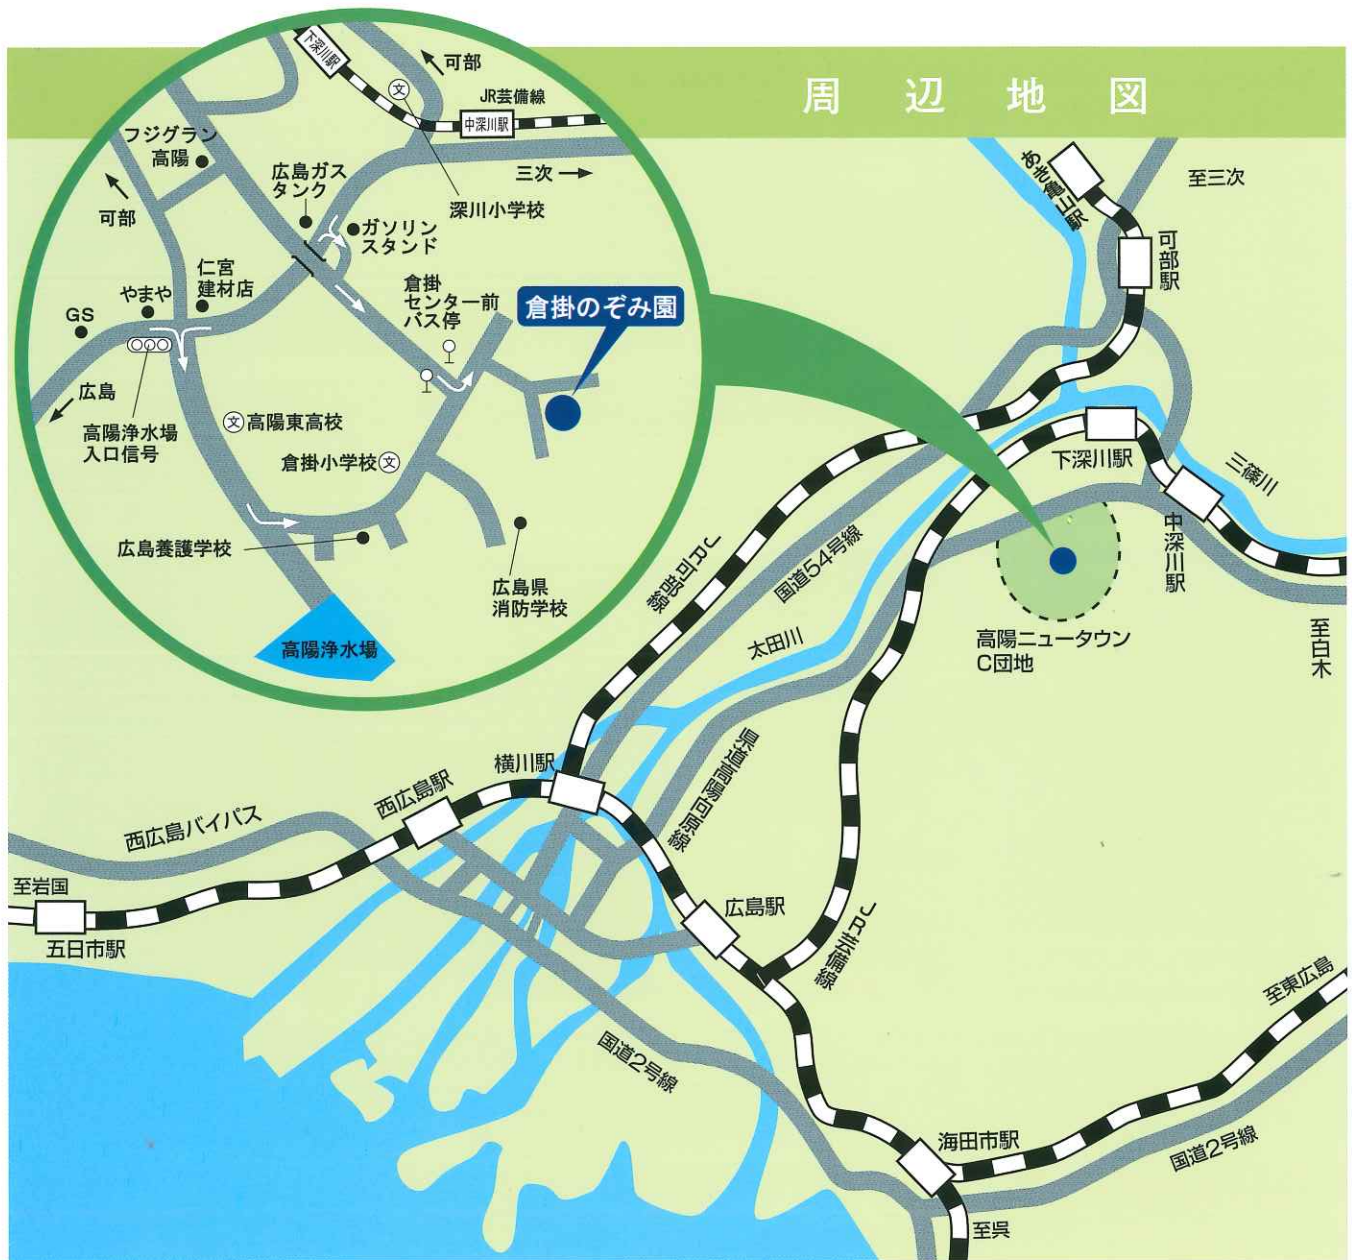 周辺地図
下深川駅
文
可部
JR芸備線
中深川駅
フジグラン
高陽
広島ガス
タンク
三次
深川小学校
可部
ガソリン
スタンド
仁宮
建材店
倉掛
センター前
バス停
倉掛のぞみ園
やまや
GS
広島
高陽浄水場
入口信号
文
高陽東高校
倉掛小学校
文
広島養護学校
広島県
消防学校
高陽浄水場
あき亀山駅
至三次
可部駅
下深川駅
三篠川
中深川駅
JR可部線
国道54号線
太田川
高陽ニュータウン
C団地
至白木
県道高陽向原線
横川駅
西広島駅
西広島バイパス
至岩国
五日市駅
広島駅
JR芸備線
至東広島
国道2号線
海田市駅
国道2号線
至呉